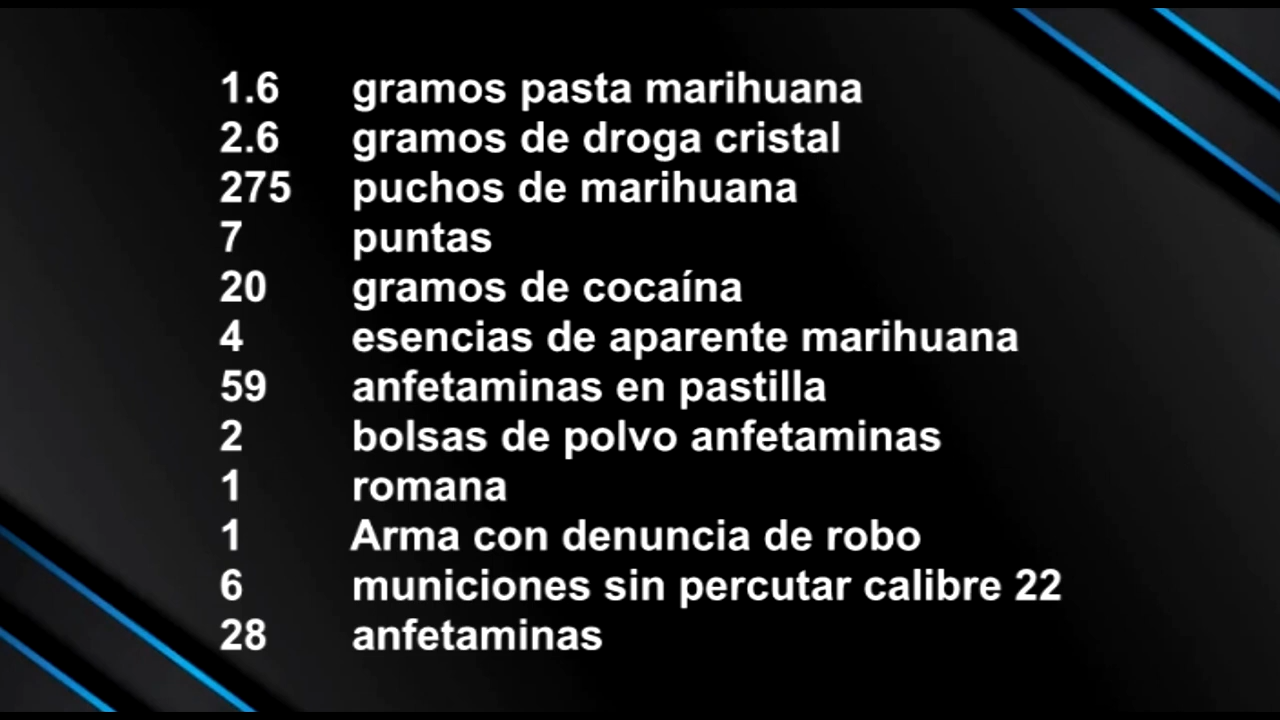 1.6 gramos pasta marihuana
2.6 gramos de droga cristal
275 puchos de marihuana
7 puntas
20 gramos de cocaína
4 esencias de aparente marihuana
59 anfetaminas en pastilla
2 bolsas de polvo anfetaminas
1 romana
1 Arma con denuncia de robo
6 municiones sin percutar calibre 22
28 anfetaminas